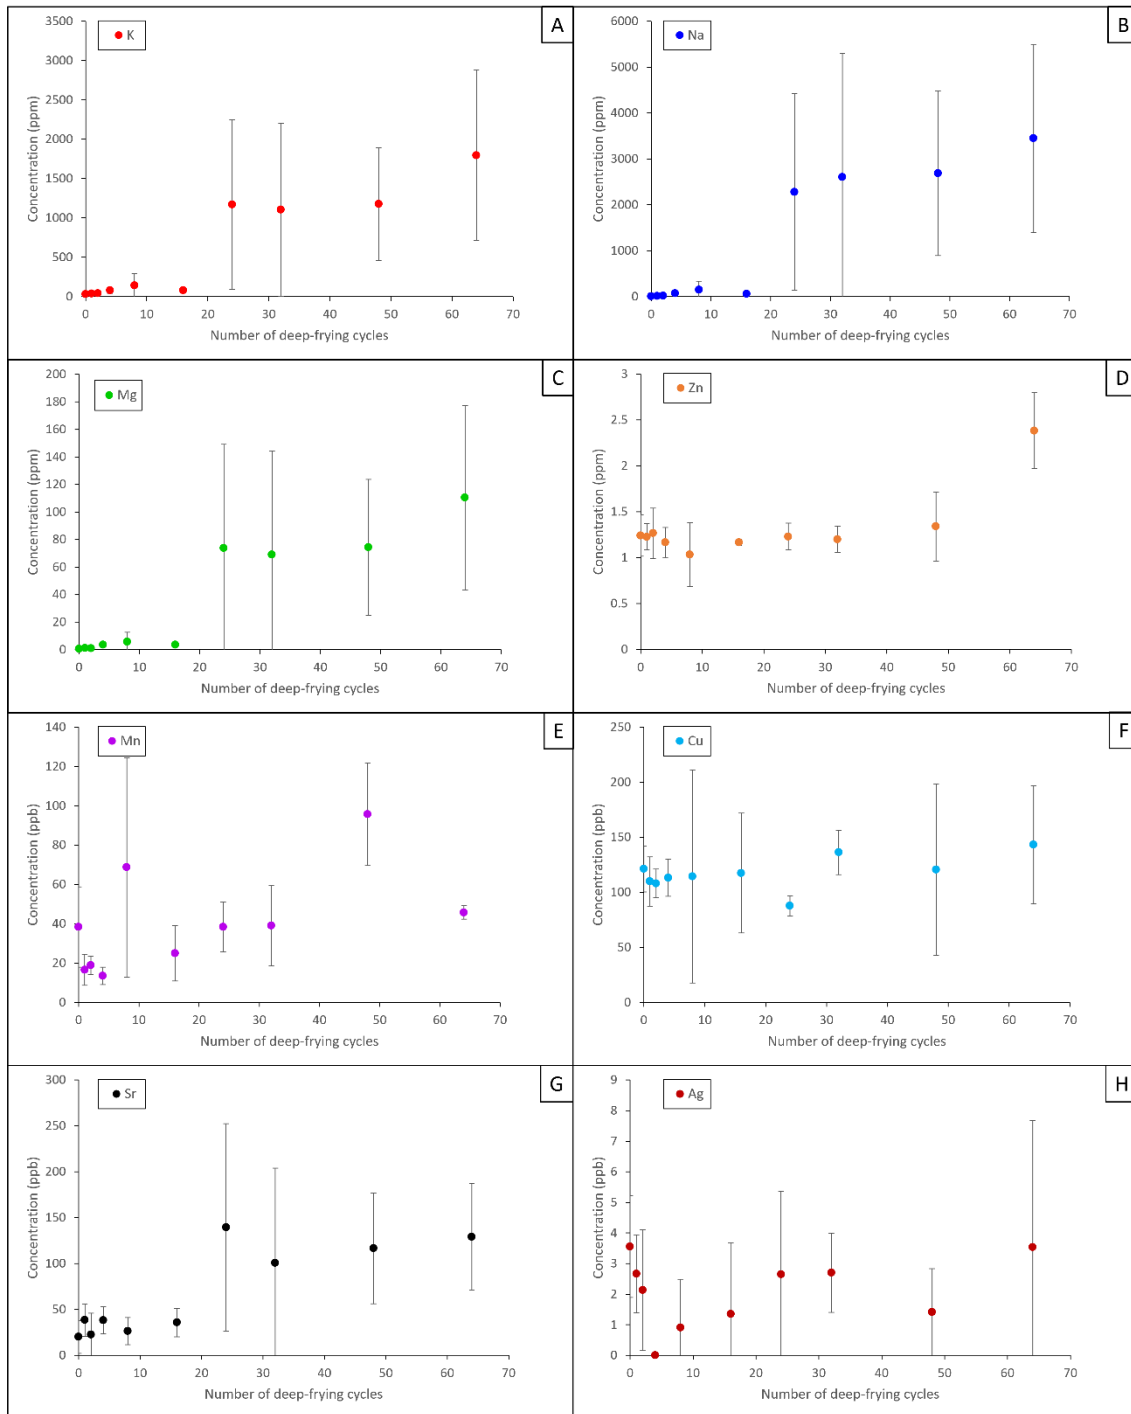 A
K
Concentration (ppm)
3500
3000
2500
2000
1500
1000
500
0
0 10 20 30 40 50 60 70
Number of deep-frying cycles
B
Na
Concentration (ppm)
6000
5000
4000
3000
2000
1000
0
0 10 20 30 40 50 60 70
Number of deep-frying cycles
C
Mg
Concentration (ppm)
200
180
160
140
120
100
80
60
40
20
0
0 10 20 30 40 50 60 70
Number of deep-frying cycles
D
Zn
Concentration (ppm)
3
2.5
2
1.5
1
0.5
0
0 10 20 30 40 50 60 70
Number of deep-frying cycles
E
Mn
Concentration (ppb)
140
120
100
80
60
40
20
0
0 10 20 30 40 50 60 70
Number of deep-frying cycles
F
Cu
Concentration (ppb)
250
200
150
100
50
0
0 10 20 30 40 50 60 70
Number of deep-frying cycles
G
Sr
Concentration (ppb)
300
250
200
150
100
50
0
0 10 20 30 40 50 60 70
Number of deep-frying cycles
H
Ag
Concentration (ppb)
9
8
7
6
5
4
3
2
1
0
0 10 20 30 40 50 60 70
Number of deep-frying cycles